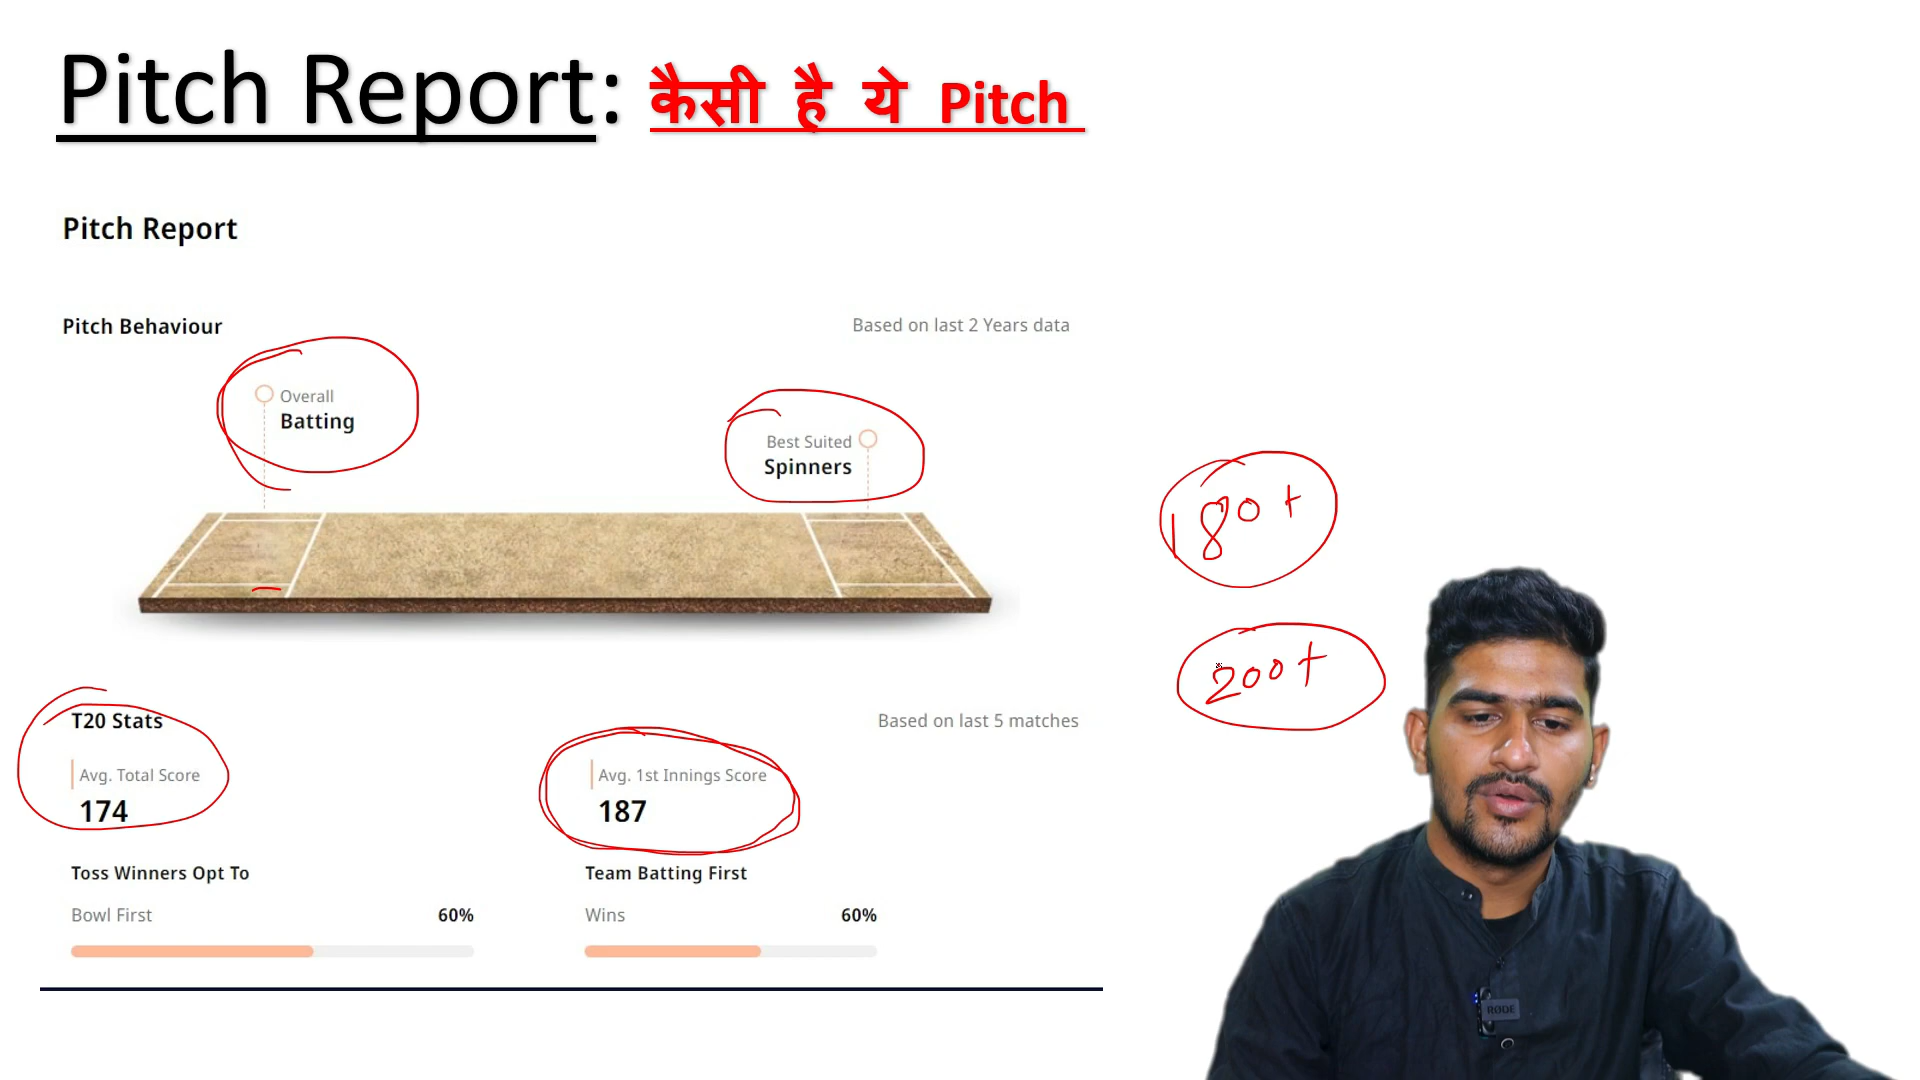 Pitch Report: कैसी है ये Pitch
Pitch Report
Pitch Behaviour
Based on last 2 Years data
Overall
Batting
Best Suited
Spinners
180+
200+
T20 Stats
Based on last 5 matches
Avg. Total Score
174
Avg. 1st Innings Score
187
Toss Winners Opt To
Bowl First 60%
Team Batting First
Wins 60%
RODE